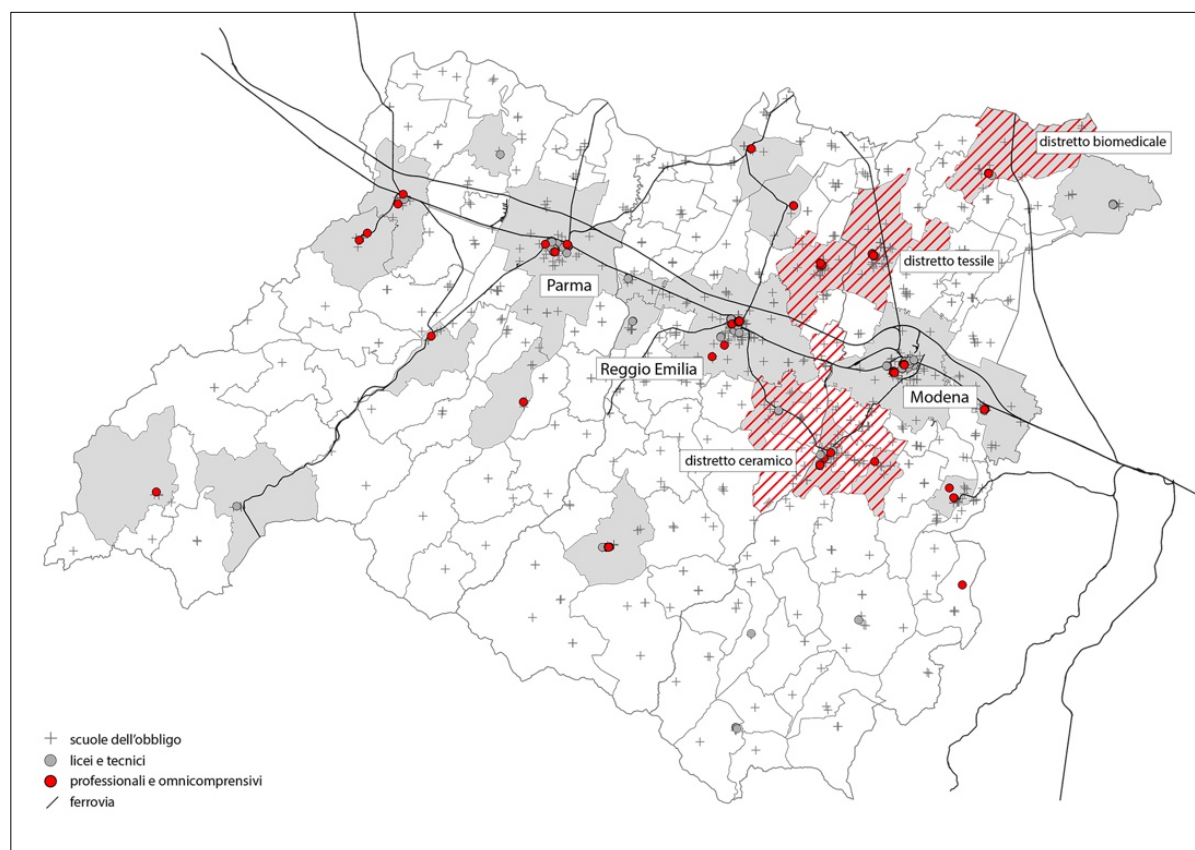 distretto biomedicale
distretto tessile
Parma
Reggio Emilia
Modena
distretto ceramico
scuole dell'obbligo
licei e tecnici
professionali e omnicomprensivi
ferrovia